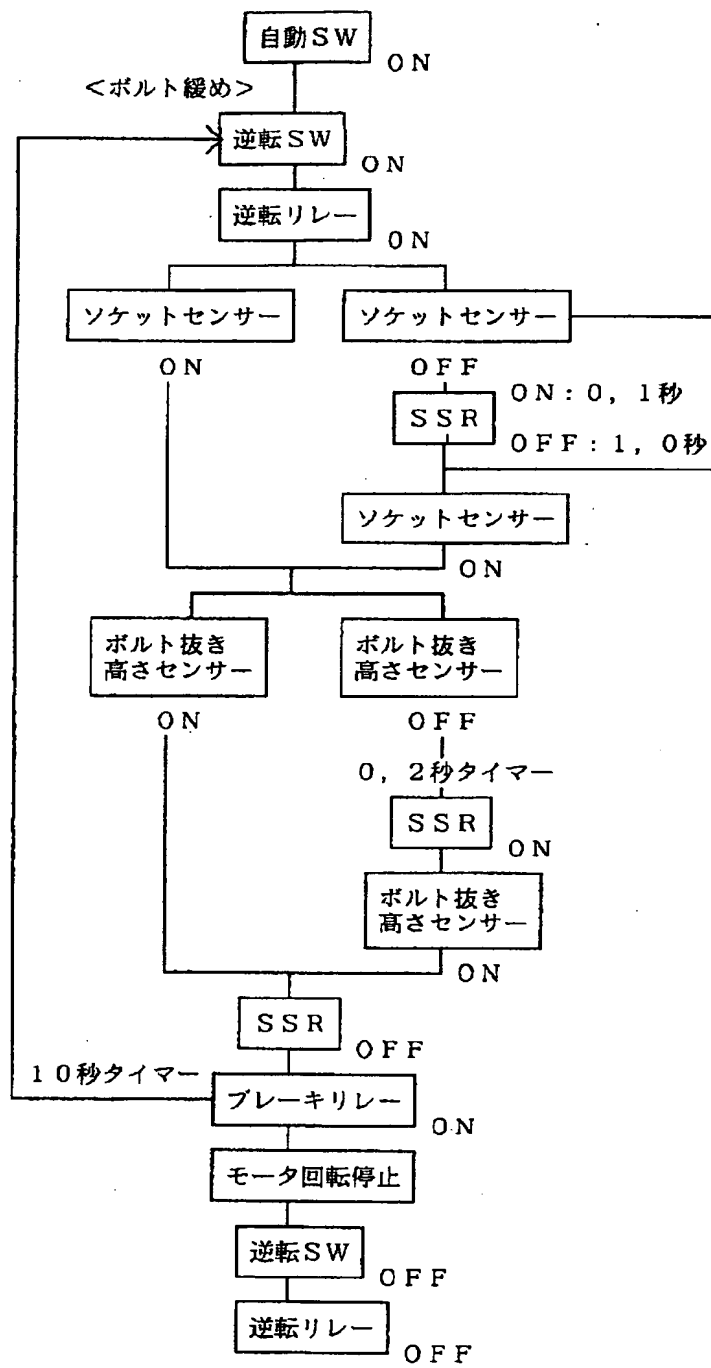 自動SW
ON
<ボルト緩め>
逆転SW
ON
逆転リレー
ON
ソケットセンサー
ソケットセンサー
ON
OFF
ON:0,1秒
SSR
OFF:1,0秒
ソケットセンサー
ON
ボルト抜き
高さセンサー
ボルト抜き
高さセンサー
ON
OFF
0,2秒タイマー
SSR
ON
ボルト抜き
高さセンサー
ON
SSR
OFF
10秒タイマー
ブレーキリレー
ON
モータ回転停止
逆転SW
OFF
逆転リレー
OFF